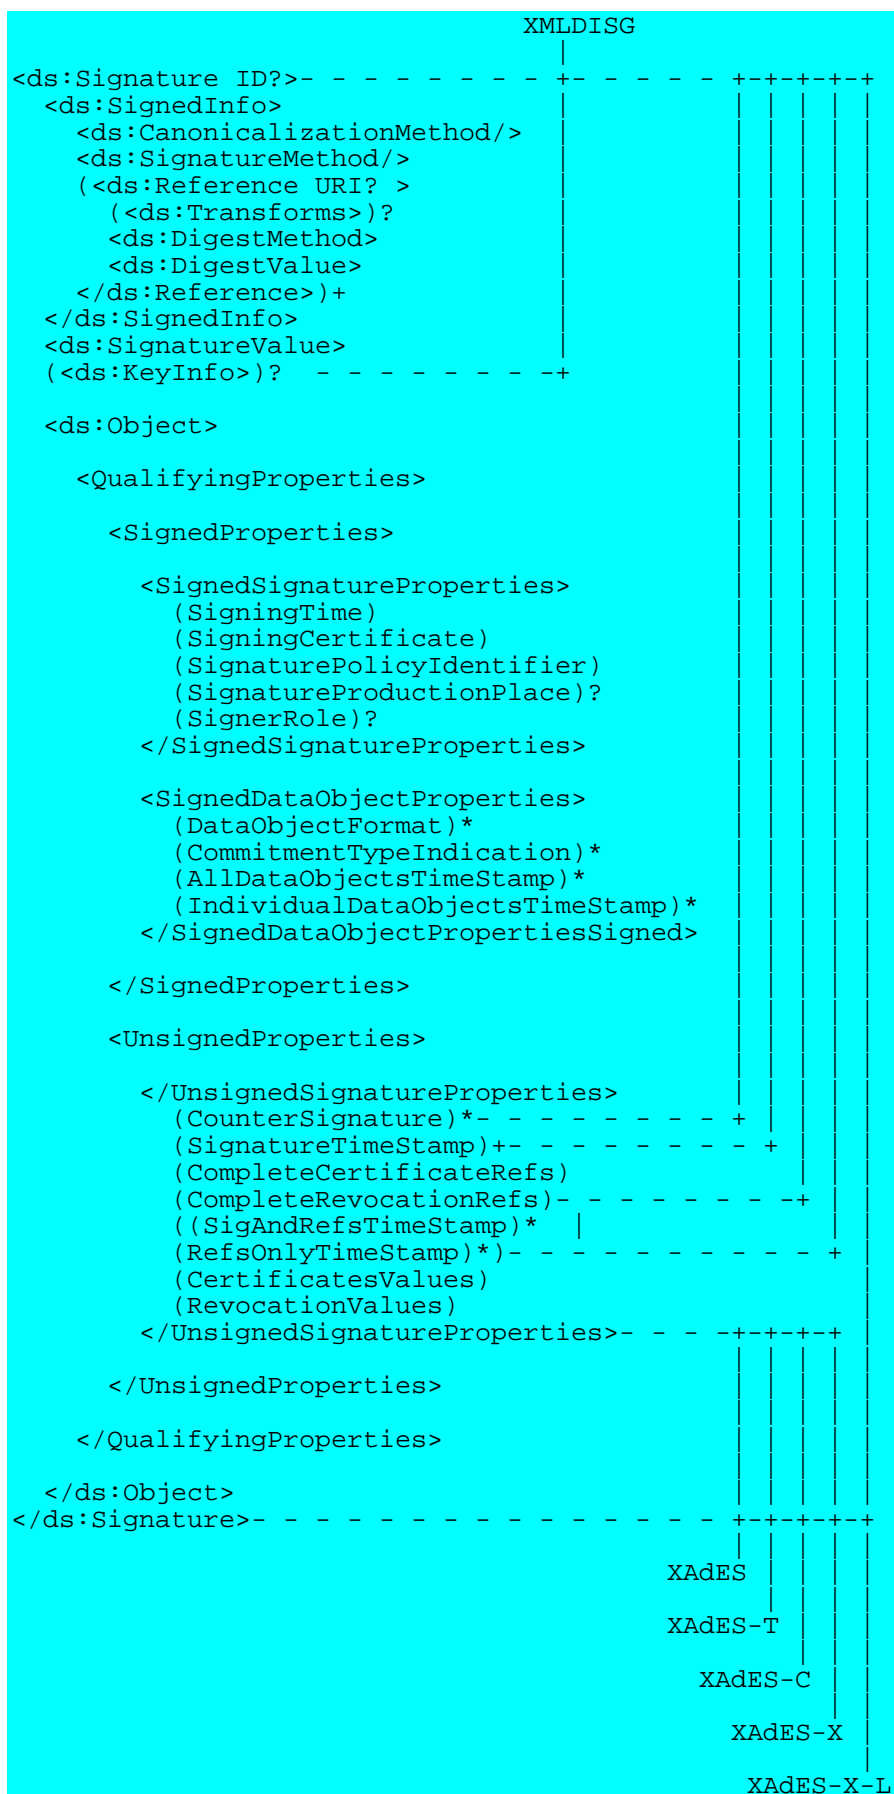 XMLDISG
|
<ds:Signature ID?>- - - - - - - - +- - - - - +-+-+-+-+
<ds:SignedInfo> | | | | | |
<ds:CanonicalizationMethod/> | | | | | |
<ds:SignatureMethod/> | | | | | |
(<ds:Reference URI? > | | | | | |
(<ds:Transforms>)? | | | | | |
<ds:DigestMethod> | | | | | |
<ds:DigestValue> | | | | | |
</ds:Reference>)+ | | | | | |
</ds:SignedInfo> | | | | | |
<ds:SignatureValue> | | | | | |
(<ds:KeyInfo>)? - - - - - - - -+ | | | | |
<ds:Object> | | | | |
<QualifyingProperties> | | | | |
<SignedProperties> | | | | |
<SignedSignatureProperties> | | | | |
(SigningTime) | | | | |
(SigningCertificate) | | | | |
(SignaturePolicyIdentifier) | | | | |
(SignatureProductionPlace)? | | | | |
(SignerRole)? | | | | |
</SignedSignatureProperties> | | | | |
<SignedDataObjectProperties> | | | | |
(DataObjectFormat)* | | | | |
(CommitmentTypeIndication)* | | | | |
(AllDataObjectsTimeStamp)* | | | | |
(IndividualDataObjectsTimeStamp)* | | | | |
</SignedDataObjectPropertiesSigned> | | | | |
</SignedProperties> | | | | |
<UnsignedProperties> | | | | |
</UnsignedSignatureProperties> | | | | |
(CounterSignature)*- - - - - - - - + | | | |
(SignatureTimeStamp)+- - - - - - - - + | | |
(CompleteCertificateRefs) | | |
(CompleteRevocationRefs)- - - - - - - -+ | |
((SigAndRefsTimeStamp)* | | |
(RefsOnlyTimeStamp)*)- - - - - - - - - - + |
(CertificatesValues) |
(RevocationValues) |
</UnsignedSignatureProperties>- - - -+-+-+-+ |
| | | | |
</UnsignedProperties> | | | | |
</QualifyingProperties> | | | | |
</ds:Object> | | | | |
</ds:Signature>- - - - - - - - - - - - - - - +-+-+-+-+
| | | | |
XAdES | | | |
| | | |
XAdES-T | | |
| | |
XAdES-C | |
| |
XAdES-X |
|
XAdES-X-L